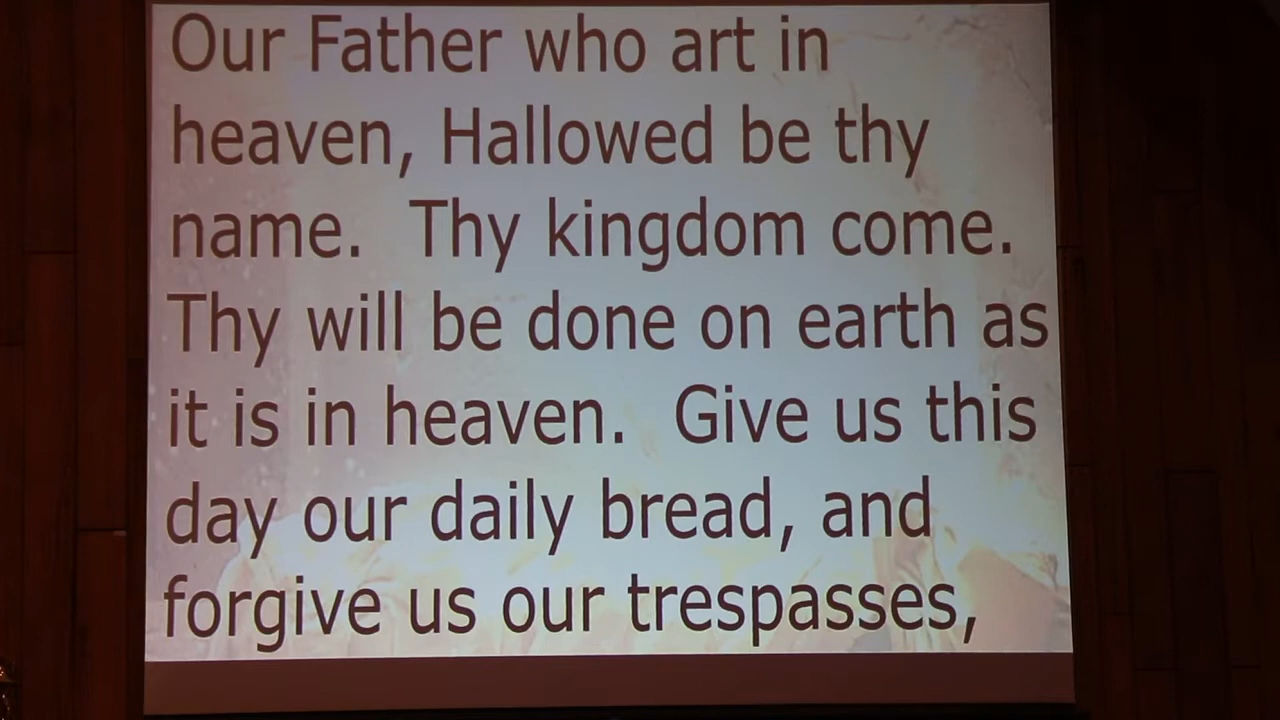 Our Father who art in
heaven, Hallowed be thy
name.  Thy kingdom come.
Thy will be done on earth as
it is in heaven.  Give us this
day our daily bread, and
forgive us our trespasses,